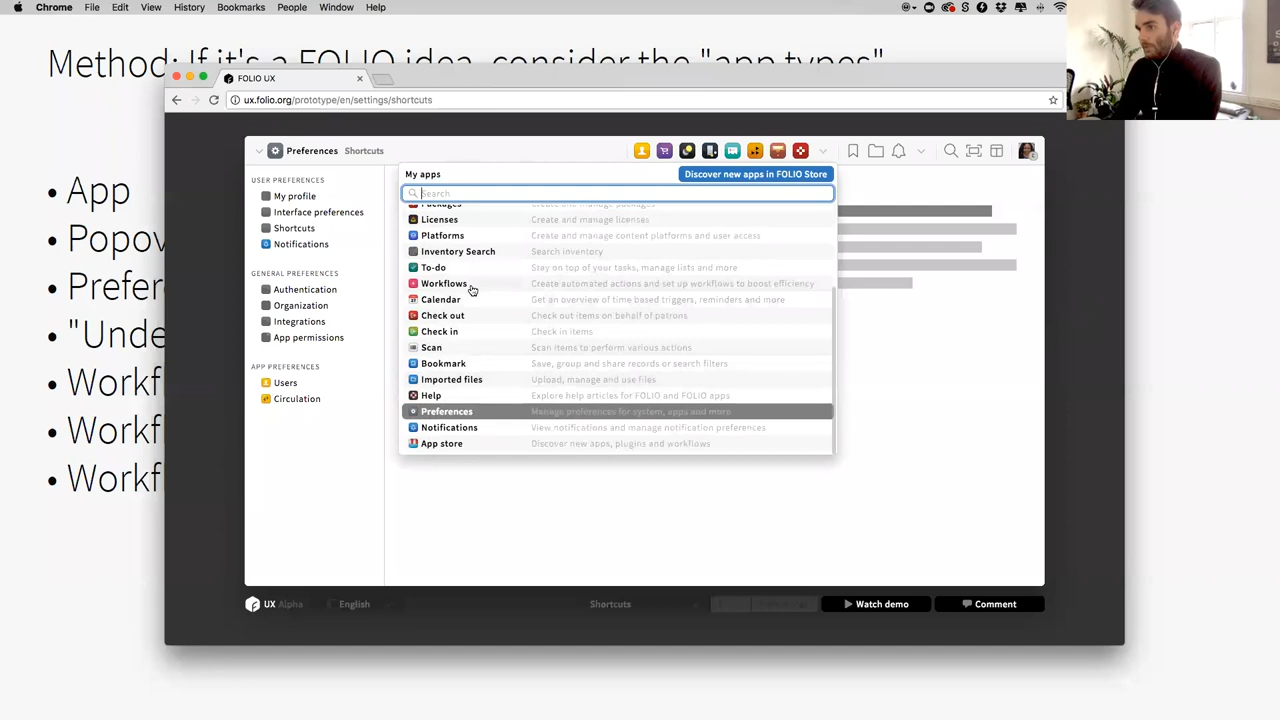 Chrome File Edit View History Bookmarks People Window Help
Method: If it's a FOLIO idea, consider the "app types"
FOLIO UX
ux.folio.org/prototype/en/settings/shortcuts
• App
• Popov
• Prefer
• "Unde
• Workf
• Workf
• Workf
Preferences Shortcuts
USER PREFERENCES
My profile
Interface preferences
Shortcuts
Notifications
GENERAL PREFERENCES
Authentication
Organization
Integrations
App permissions
APP PREFERENCES
Users
Circulation
My apps
Discover new apps in FOLIO Store
Search
Packages Create and manage packages
Licenses Create and manage licenses
Platforms Create and manage content platforms and user access
Inventory Search Search inventory
To-do Stay on top of your tasks, manage lists and more
Workflows Create automated actions and set up workflows to boost efficiency
Calendar Get an overview of time based triggers, reminders and more
Check out Check out items on behalf of patrons
Check in Check in items
Scan Scan items to perform various actions
Bookmark Save, group and share records or search filters
Imported files Upload, manage and use files
Help Explore help articles for FOLIO and FOLIO apps
Preferences Manage preferences for system, apps and more
Notifications View notifications and manage notification preferences
App store Discover new apps, plugins and workflows
UX Alpha English Shortcuts Watch demo Comment